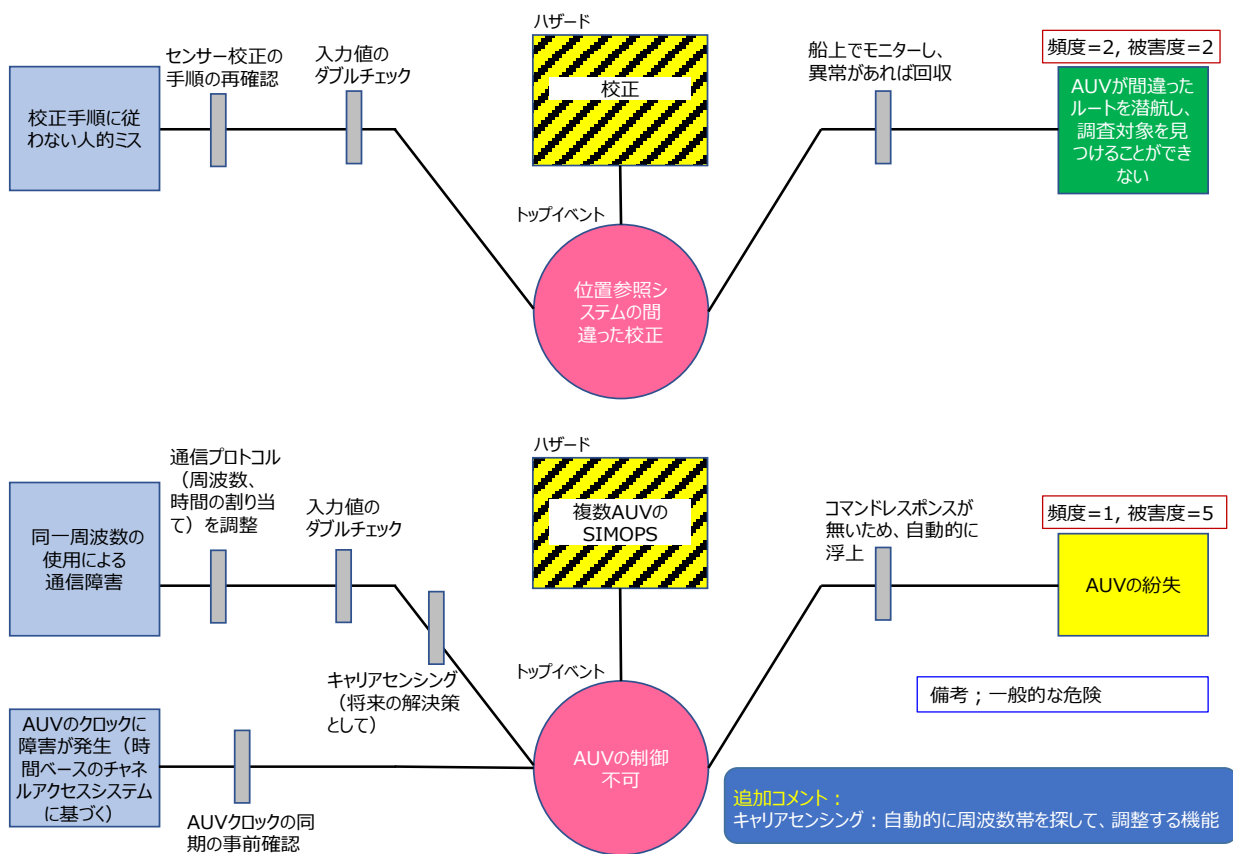 ハザード
センサー校正の
手順の再確認
入力値の
ダブルチェック
校正
船上でモニターし、
異常があれば回収
頻度=2, 被害度=2
校正手順に従
わない人的ミス
AUVが間違った
ルートを潜航し、
調査対象を見
つけることができ
ない
トップイベント
位置参照シ
ステムの間
違った校正
ハザード
通信プロトコル
（周波数、
時間の割り当
て）を調整
入力値の
ダブルチェック
複数AUVの
SIMOPS
コマンドレスポンスが
無いため、自動的に
浮上
頻度=1, 被害度=5
同一周波数の
使用による
通信障害
AUVの紛失
トップイベント
キャリアセンシング
（将来の解決策
として）
備考；一般的な危険
AUVのクロックに
障害が発生（時
間ベースのチャネ
ルアクセスシステム
に基づく）
AUVの制御
不可
AUVクロックの同
期の事前確認
追加コメント：
キャリアセンシング：自動的に周波数帯を探して、調整する機能